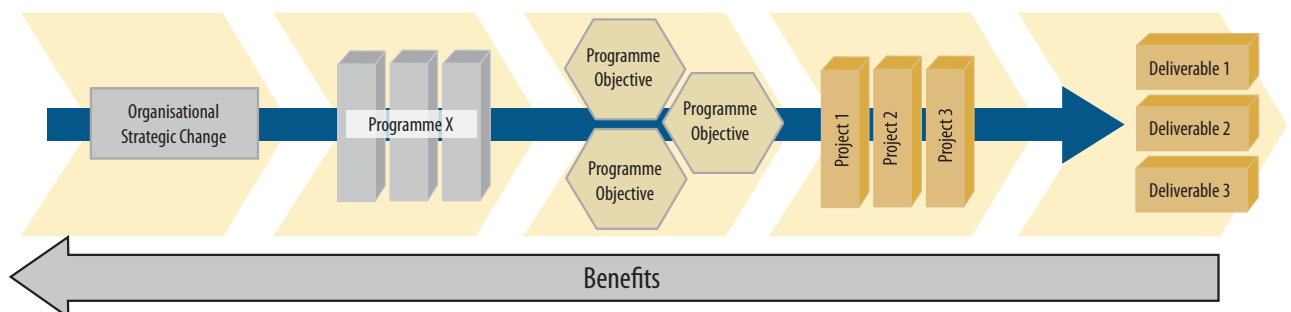 Organisational
Strategic Change
Programme X
Programme
Objective
Programme
Objective
Programme
Objective
Project 1
Project 2
Project 3
Deliverable 1
Deliverable 2
Deliverable 3
Benefits